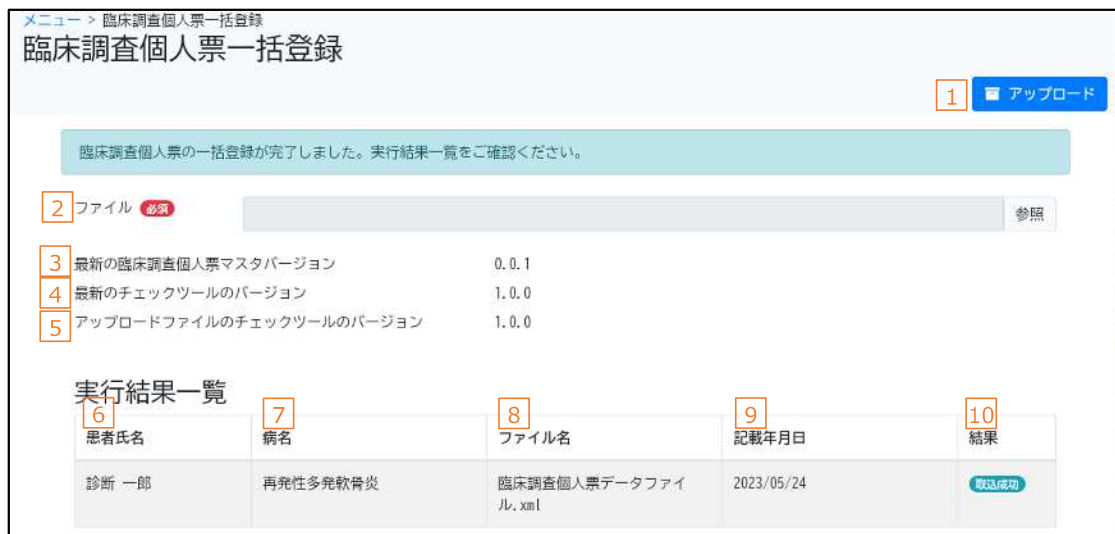 メニュー > 臨床調査個人票一括登録
臨床調査個人票一括登録
1 アップロード
臨床調査個人票の一括登録が完了しました。実行結果一覧をご確認ください。
2 ファイル 必須 参照
3 最新の臨床調査個人票マスタバージョン 0.0.1
4 最新のチェックツールのバージョン 1.0.0
5 アップロードファイルのチェックツールのバージョン 1.0.0
実行結果一覧
6 7 8 9 10
患者氏名 病名 ファイル名 記載年月日 結果
診断 一郎 再発性多発軟骨炎 臨床調査個人票データファイ 2023/05/24 取込成功
ル.xml